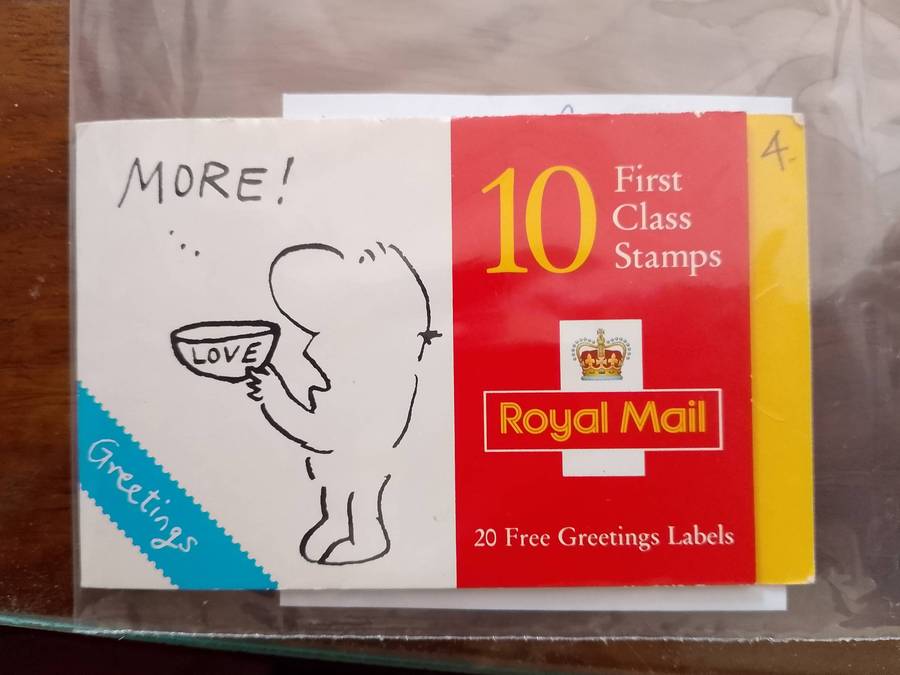 MORE!
LOVE
Greetings
10
First
Class
Stamps
Royal Mail
20 Free Greetings Labels
4-